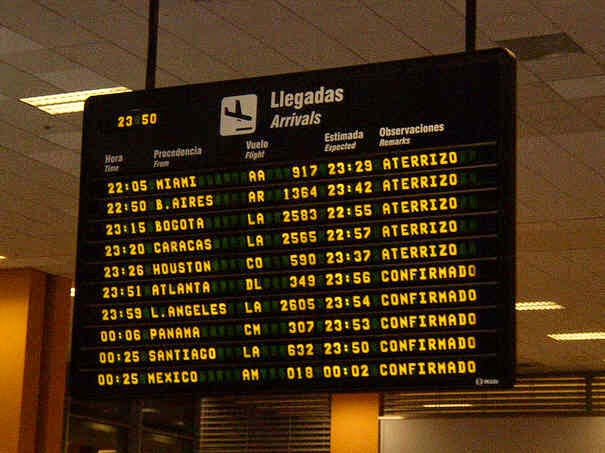 23 50
Llegadas
Arrivals
Hora Procedencia Vuelo Estimada Observaciones
Time From Flight Expected Remarks
22:05 MIAMI AA 917 23:29 ATERRIZO
22:50 B.AIRES AR 1364 23:42 ATERRIZO
23:15 BOGOTA LA 2583 22:55 ATERRIZO
23:20 CARACAS LA 2565 22:57 ATERRIZO
23:26 HOUSTON CO 590 23:37 ATERRIZO
23:51 ATLANTA DL 349 23:56 CONFIRMADO
23:59 L.ANGELES LA 2605 23:54 CONFIRMADO
00:06 PANAMA CM 307 23:53 CONFIRMADO
00:25 SANTIAGO LA 632 23:50 CONFIRMADO
00:25 MEXICO AM 018 00:02 CONFIRMADO